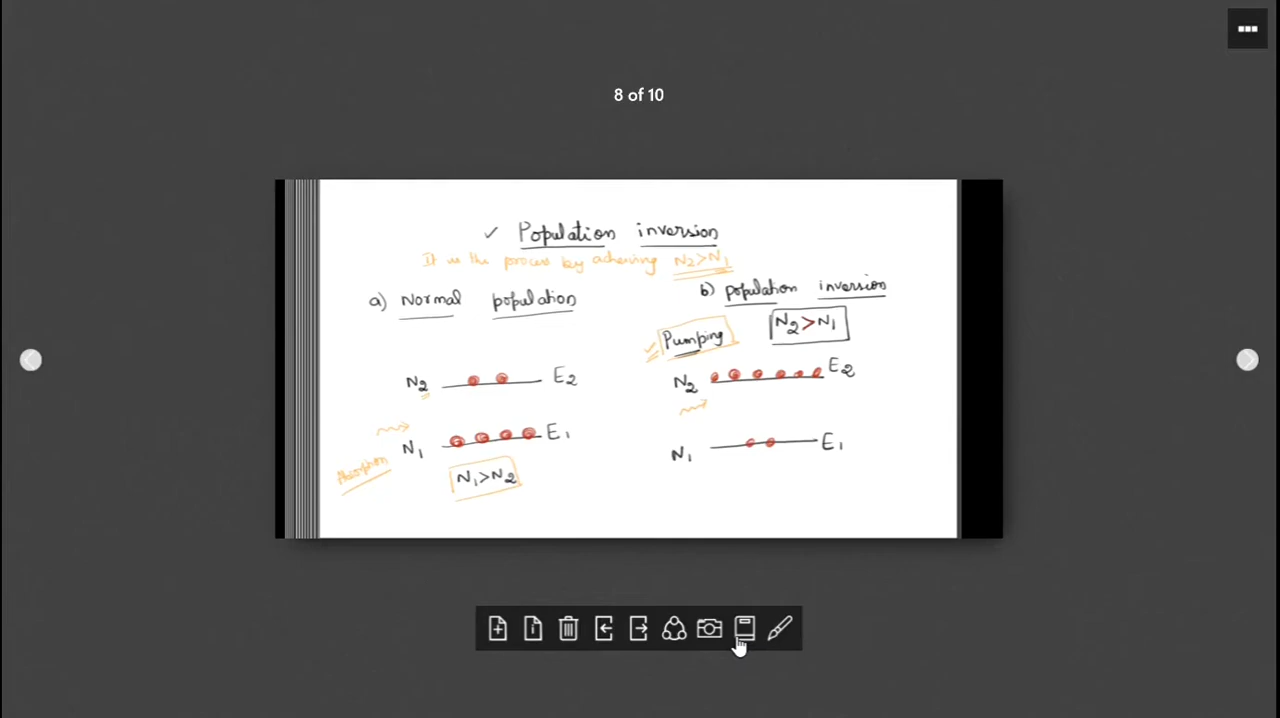 8 of 10
✓ Population inversion
It is the process by achieving N₂>N₁
a) Normal population
N₂ E₂
N₁ E₁
Absorption
N₁>N₂
b) population inversion
Pumping
N₂>N₁
N₂ E₂
N₁ E₁